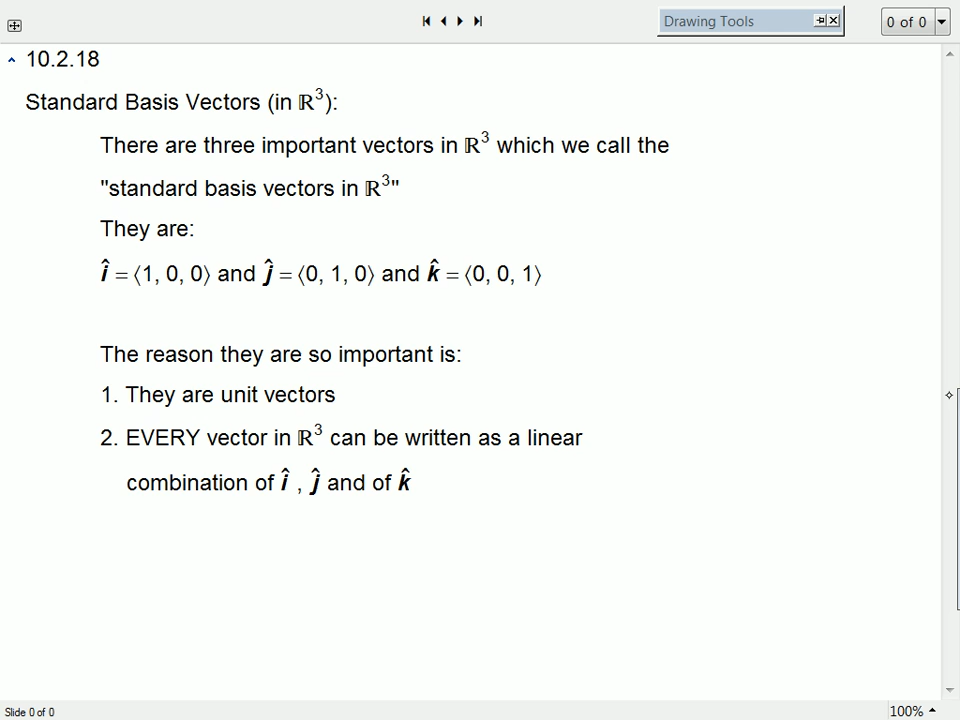 Drawing Tools
0 of 0
10.2.18
Standard Basis Vectors (in ℝ³):
There are three important vectors in ℝ³ which we call the
"standard basis vectors in ℝ³"
They are:
î = ⟨1, 0, 0⟩ and ĵ = ⟨0, 1, 0⟩ and k̂ = ⟨0, 0, 1⟩
The reason they are so important is:
1. They are unit vectors
2. EVERY vector in ℝ³ can be written as a linear
combination of î , ĵ and of k̂
Slide 0 of 0
100%